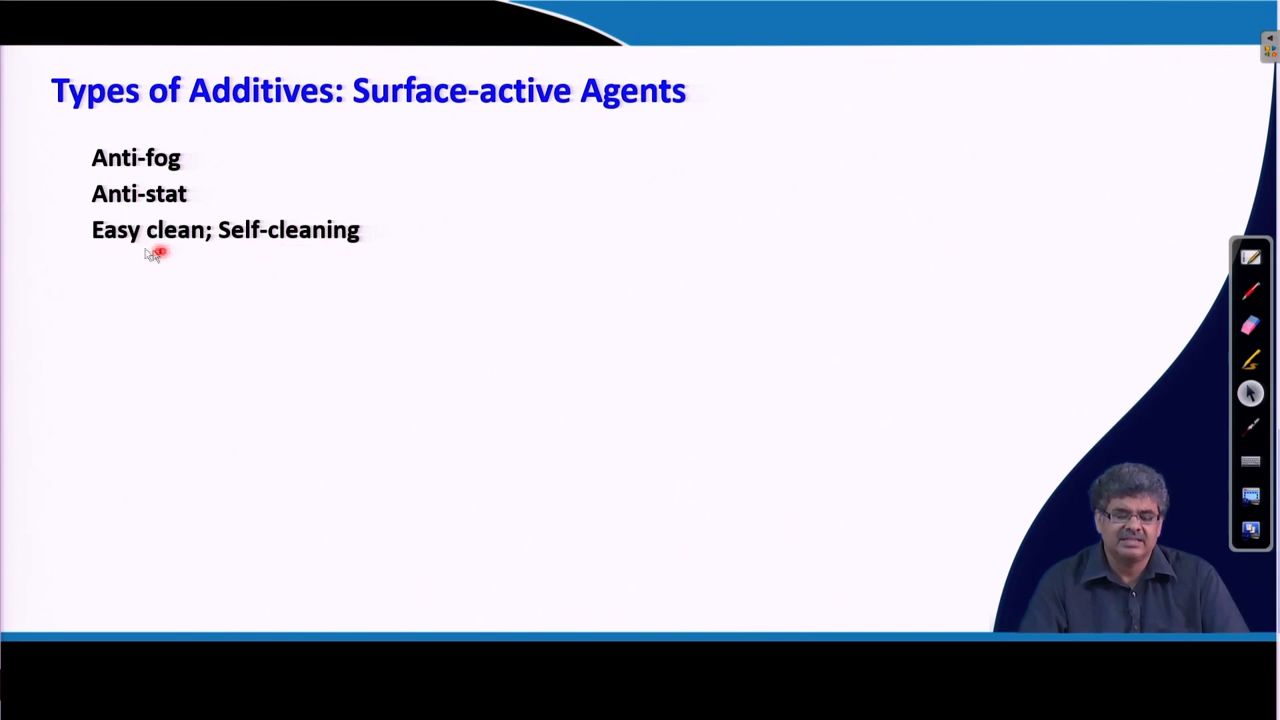 Types of Additives: Surface-active Agents
Anti-fog
Anti-stat
Easy clean; Self-cleaning